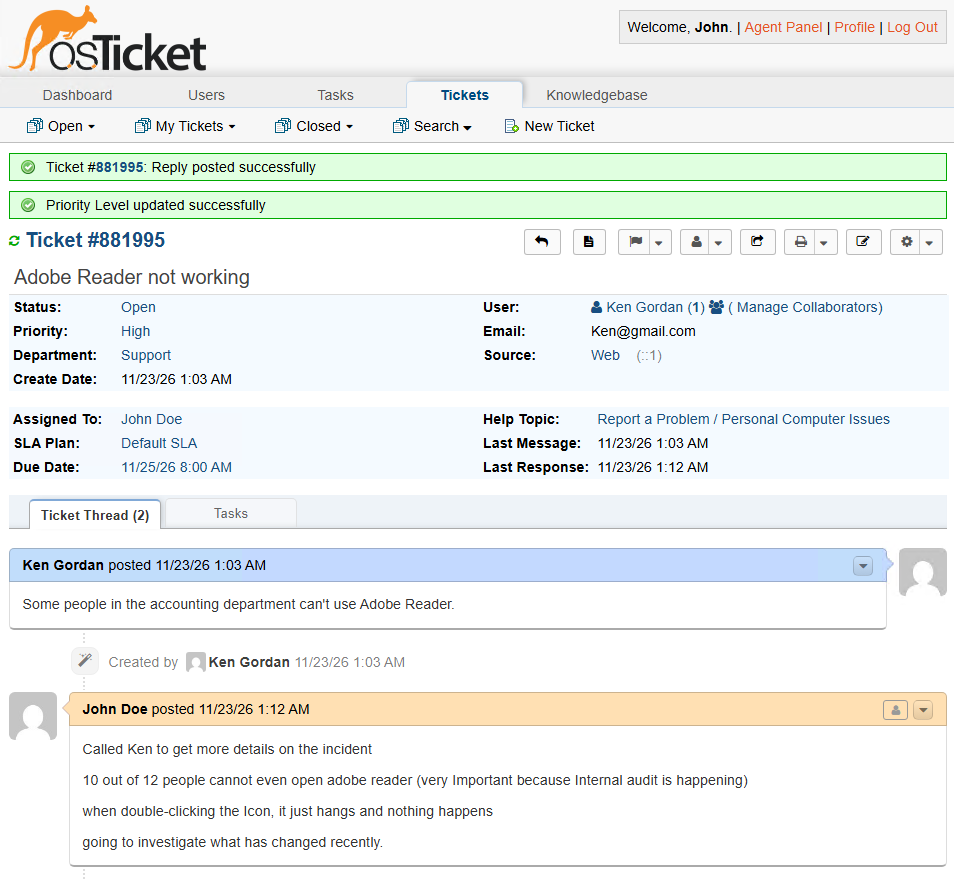 osTicket
Welcome, John. | Agent Panel | Profile | Log Out
Dashboard Users Tasks Tickets Knowledgebase
Open My Tickets Closed Search New Ticket
Ticket #881995: Reply posted successfully
Priority Level updated successfully
Ticket #881995
Adobe Reader not working
Status: Open User: Ken Gordan (1) ( Manage Collaborators)
Priority: High Email: Ken@gmail.com
Department: Support Source: Web (::1)
Create Date: 11/23/26 1:03 AM
Assigned To: John Doe Help Topic: Report a Problem / Personal Computer Issues
SLA Plan: Default SLA Last Message: 11/23/26 1:03 AM
Due Date: 11/25/26 8:00 AM Last Response: 11/23/26 1:12 AM
Ticket Thread (2) Tasks
Ken Gordan posted 11/23/26 1:03 AM
Some people in the accounting department can't use Adobe Reader.
Created by Ken Gordan 11/23/26 1:03 AM
John Doe posted 11/23/26 1:12 AM
Called Ken to get more details on the incident
10 out of 12 people cannot even open adobe reader (very Important because Internal audit is happening)
when double-clicking the Icon, it just hangs and nothing happens
going to investigate what has changed recently.